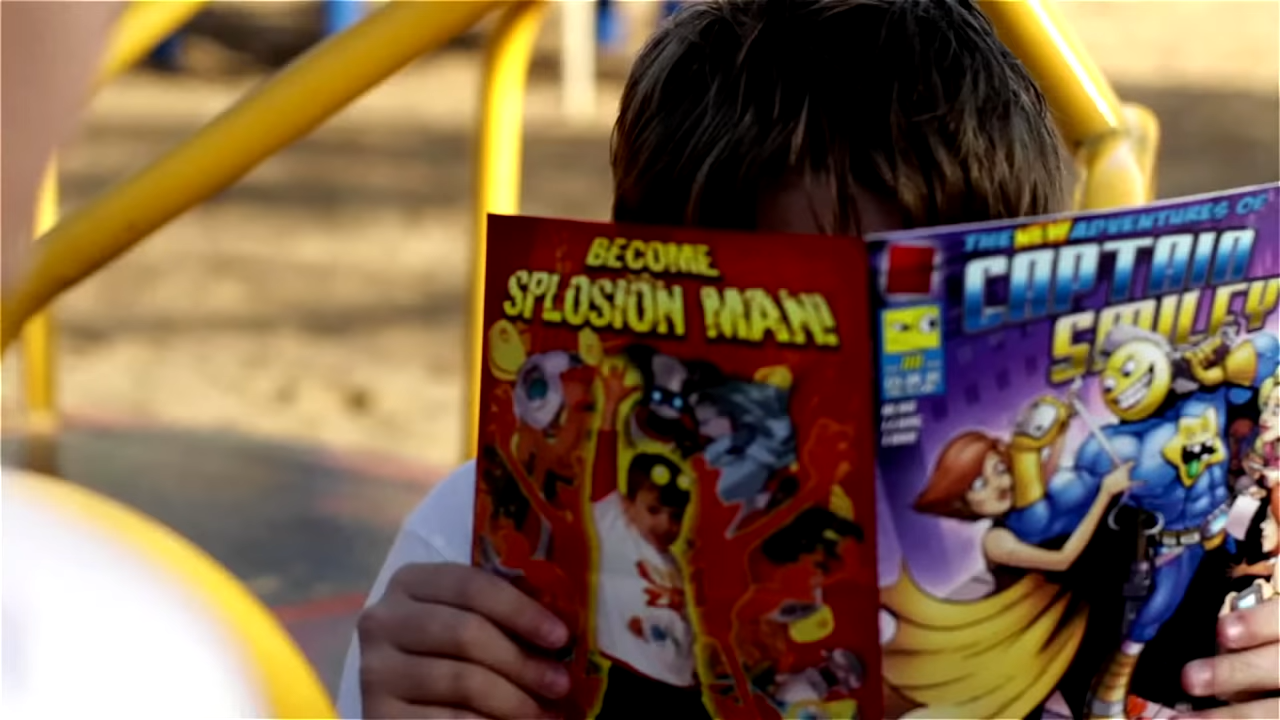 BECOME
SPLOSION MAN!
THE NEW ADVENTURES OF
CAPTAIN
SMILEY